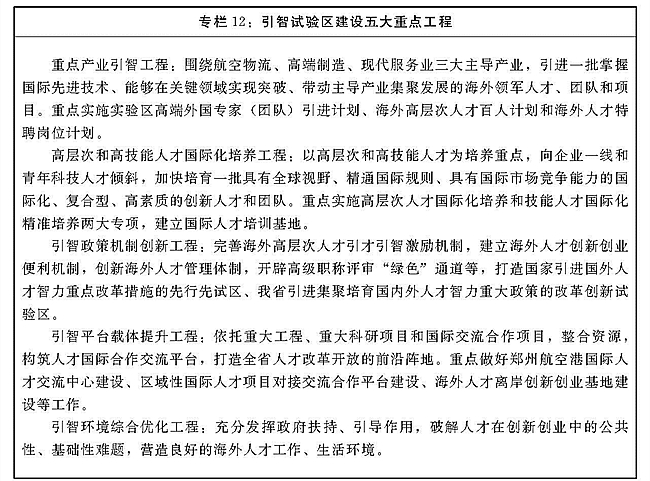 专栏 12：引智试验区建设五大重点工程
重点产业引智工程：围绕航空物流、高端制造、现代服务业三大主导产业，引进一批掌握
国际先进技术、能够在关键领域实现突破、带动主导产业集聚发展的海外领军人才、团队和项
目。重点实施实验区高端外国专家（团队）引进计划、海外高层次人才百人计划和海外人才特
聘岗位计划。
高层次和高技能人才国际化培养工程：以高层次和高技能人才为培养重点，向企业一线和
青年科技人才倾斜，加快培育一批具有全球视野、精通国际规则、具有国际市场竞争能力的国
际化、复合型、高素质的创新人才和团队。重点实施高层次人才国际化培养和技能人才国际化
精准培养两大专项，建立国际人才培训基地。
引智政策机制创新工程：完善海外高层次人才引才引智激励机制，建立海外人才创新创业
便利机制，创新海外人才管理体制，开辟高级职称评审“绿色”通道等，打造国家引进国外人
才智力重点改革措施的先行先试区、我省引进集聚培育国内外人才智力重大政策的改革创新试
验区。
引智平台载体提升工程：依托重大工程、重大科研项目和国际交流合作项目，整合资源，
构筑人才国际合作交流平台，打造全省人才改革开放的前沿阵地。重点做好郑州航空港国际人
才交流中心建设、区域性国际人才项目对接交流合作平台建设、海外人才离岸创新创业基地建
设等工作。
引智环境综合优化工程：充分发挥政府扶持、引导作用，破解人才在创新创业中的公共
性、基础性难题，营造良好的海外人才工作、生活环境。